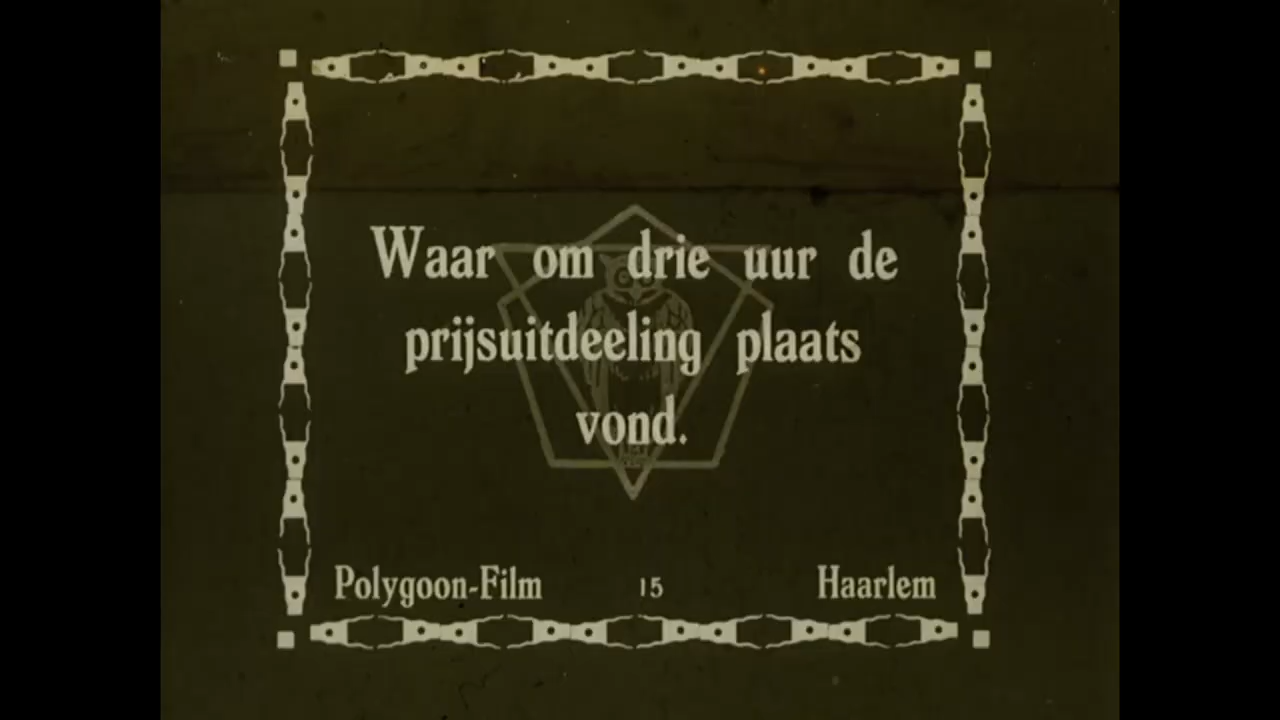 Waar om drie uur de
prijsuitdeeling plaats
vond.
Polygoon-Film 15 Haarlem